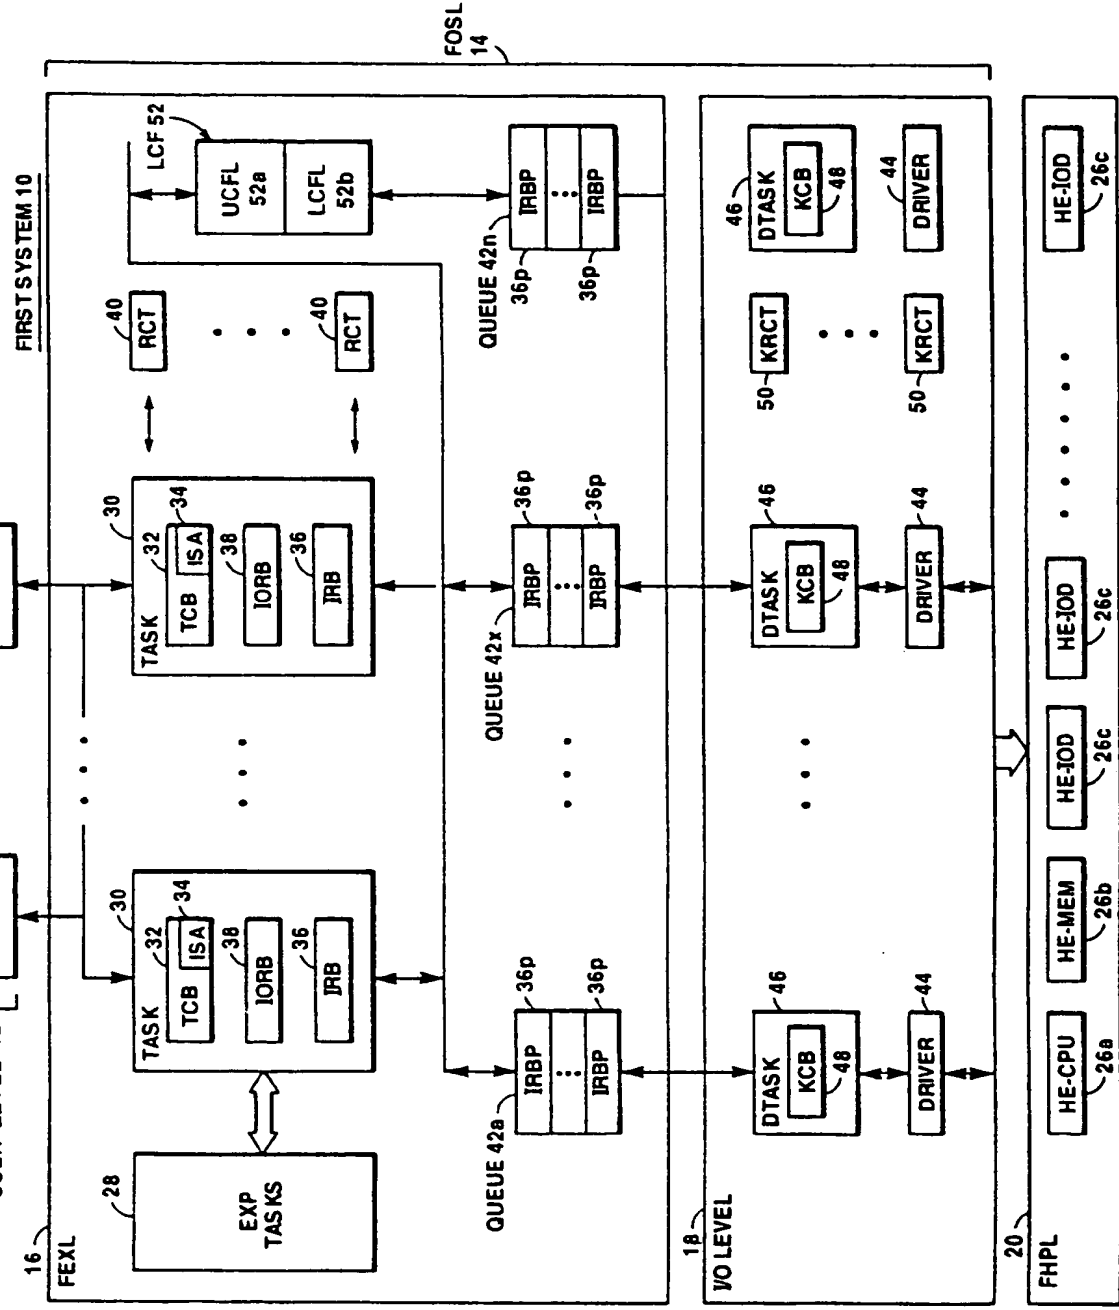 FIRST SYSTEM 10
FOSL
14
16
FEXL
28
EXP
TASKS
30
TASK
32
TCB
34
ISA
38
IORB
36
IRB
30
TASK
32
TCB
34
ISA
38
IORB
36
IRB
40
RCT
40
RCT
LCF 52
UCFL
52a
LCFL
52b
QUEUE 42a
IRBP
36p
IRBP
36p
QUEUE 42x
IRBP
36p
IRBP
36p
QUEUE 42n
IRBP
36p
IRBP
36p
18
I/O LEVEL
46
DTASK
KCB
48
44
DRIVER
46
DTASK
KCB
48
44
DRIVER
50
KRCT
50
KRCT
46
DTASK
KCB
48
44
DRIVER
20
FHPL
HE-CPU
26a
HE-MEM
26b
HE-IOD
26c
HE-IOD
26c
HE-IOD
26c